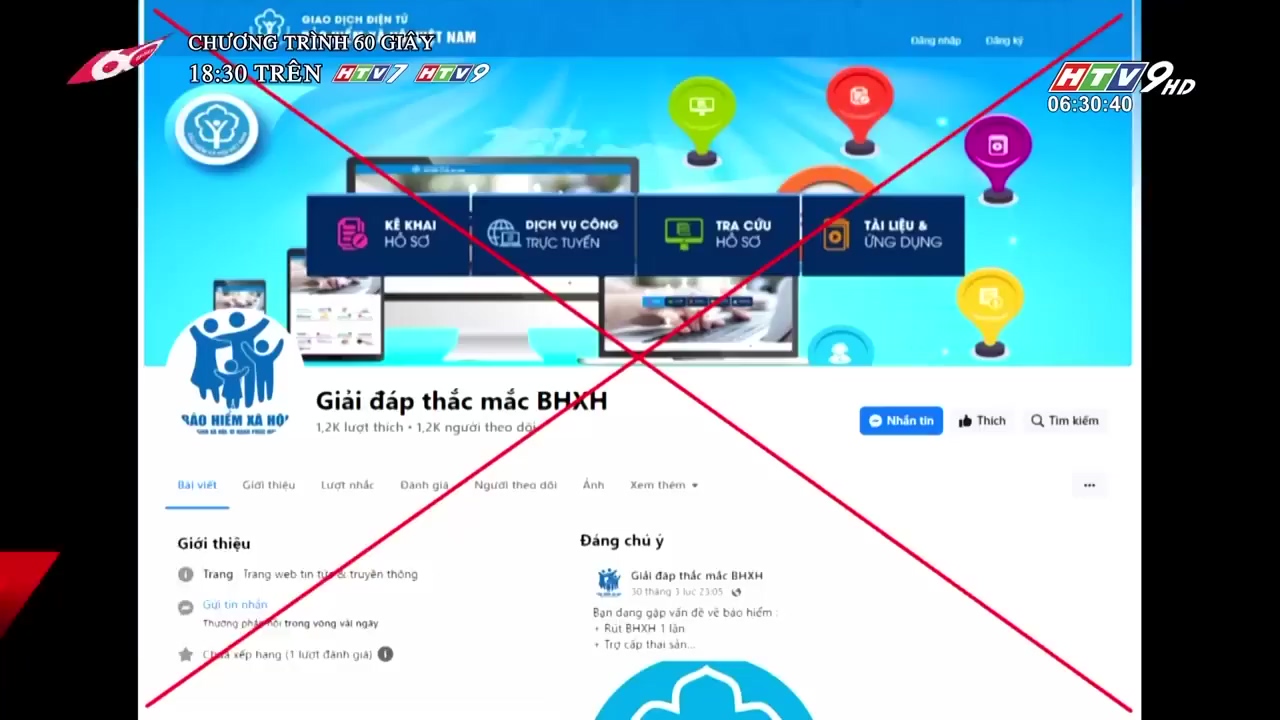 GIAO DỊCH ĐIỆN TỬ
VIỆT NAM
Đăng nhập
Đăng ký
CHƯƠNG TRÌNH 60 GIÂY
18:30 TRÊN HTV7 HTV9
HTV9HD
06:30:40
KÊ KHAI
HỒ SƠ
DỊCH VỤ CÔNG
TRỰC TUYẾN
TRA CỨU
HỒ SƠ
TÀI LIỆU &
ỨNG DỤNG
BẢO HIỂM XÃ HỘI
Giải đáp thắc mắc BHXH
1,2K lượt thích • 1,2K người theo dõi
Nhắn tin
Thích
Tìm kiếm
Bài viết
Giới thiệu
Lượt nhắc
Đánh giá
Người theo dõi
Ảnh
Xem thêm
Giới thiệu
Trang Trang web tin tức & truyền thông
Gửi tin nhắn
Thường phản hồi trong vòng vài ngày
Chưa xếp hạng (1 lượt đánh giá)
Đáng chú ý
Giải đáp thắc mắc BHXH
30 tháng 3 lúc 23:05
Bạn đang gặp vấn đề về bảo hiểm :
+ Rút BHXH 1 lần
+ Trợ cấp thai sản...